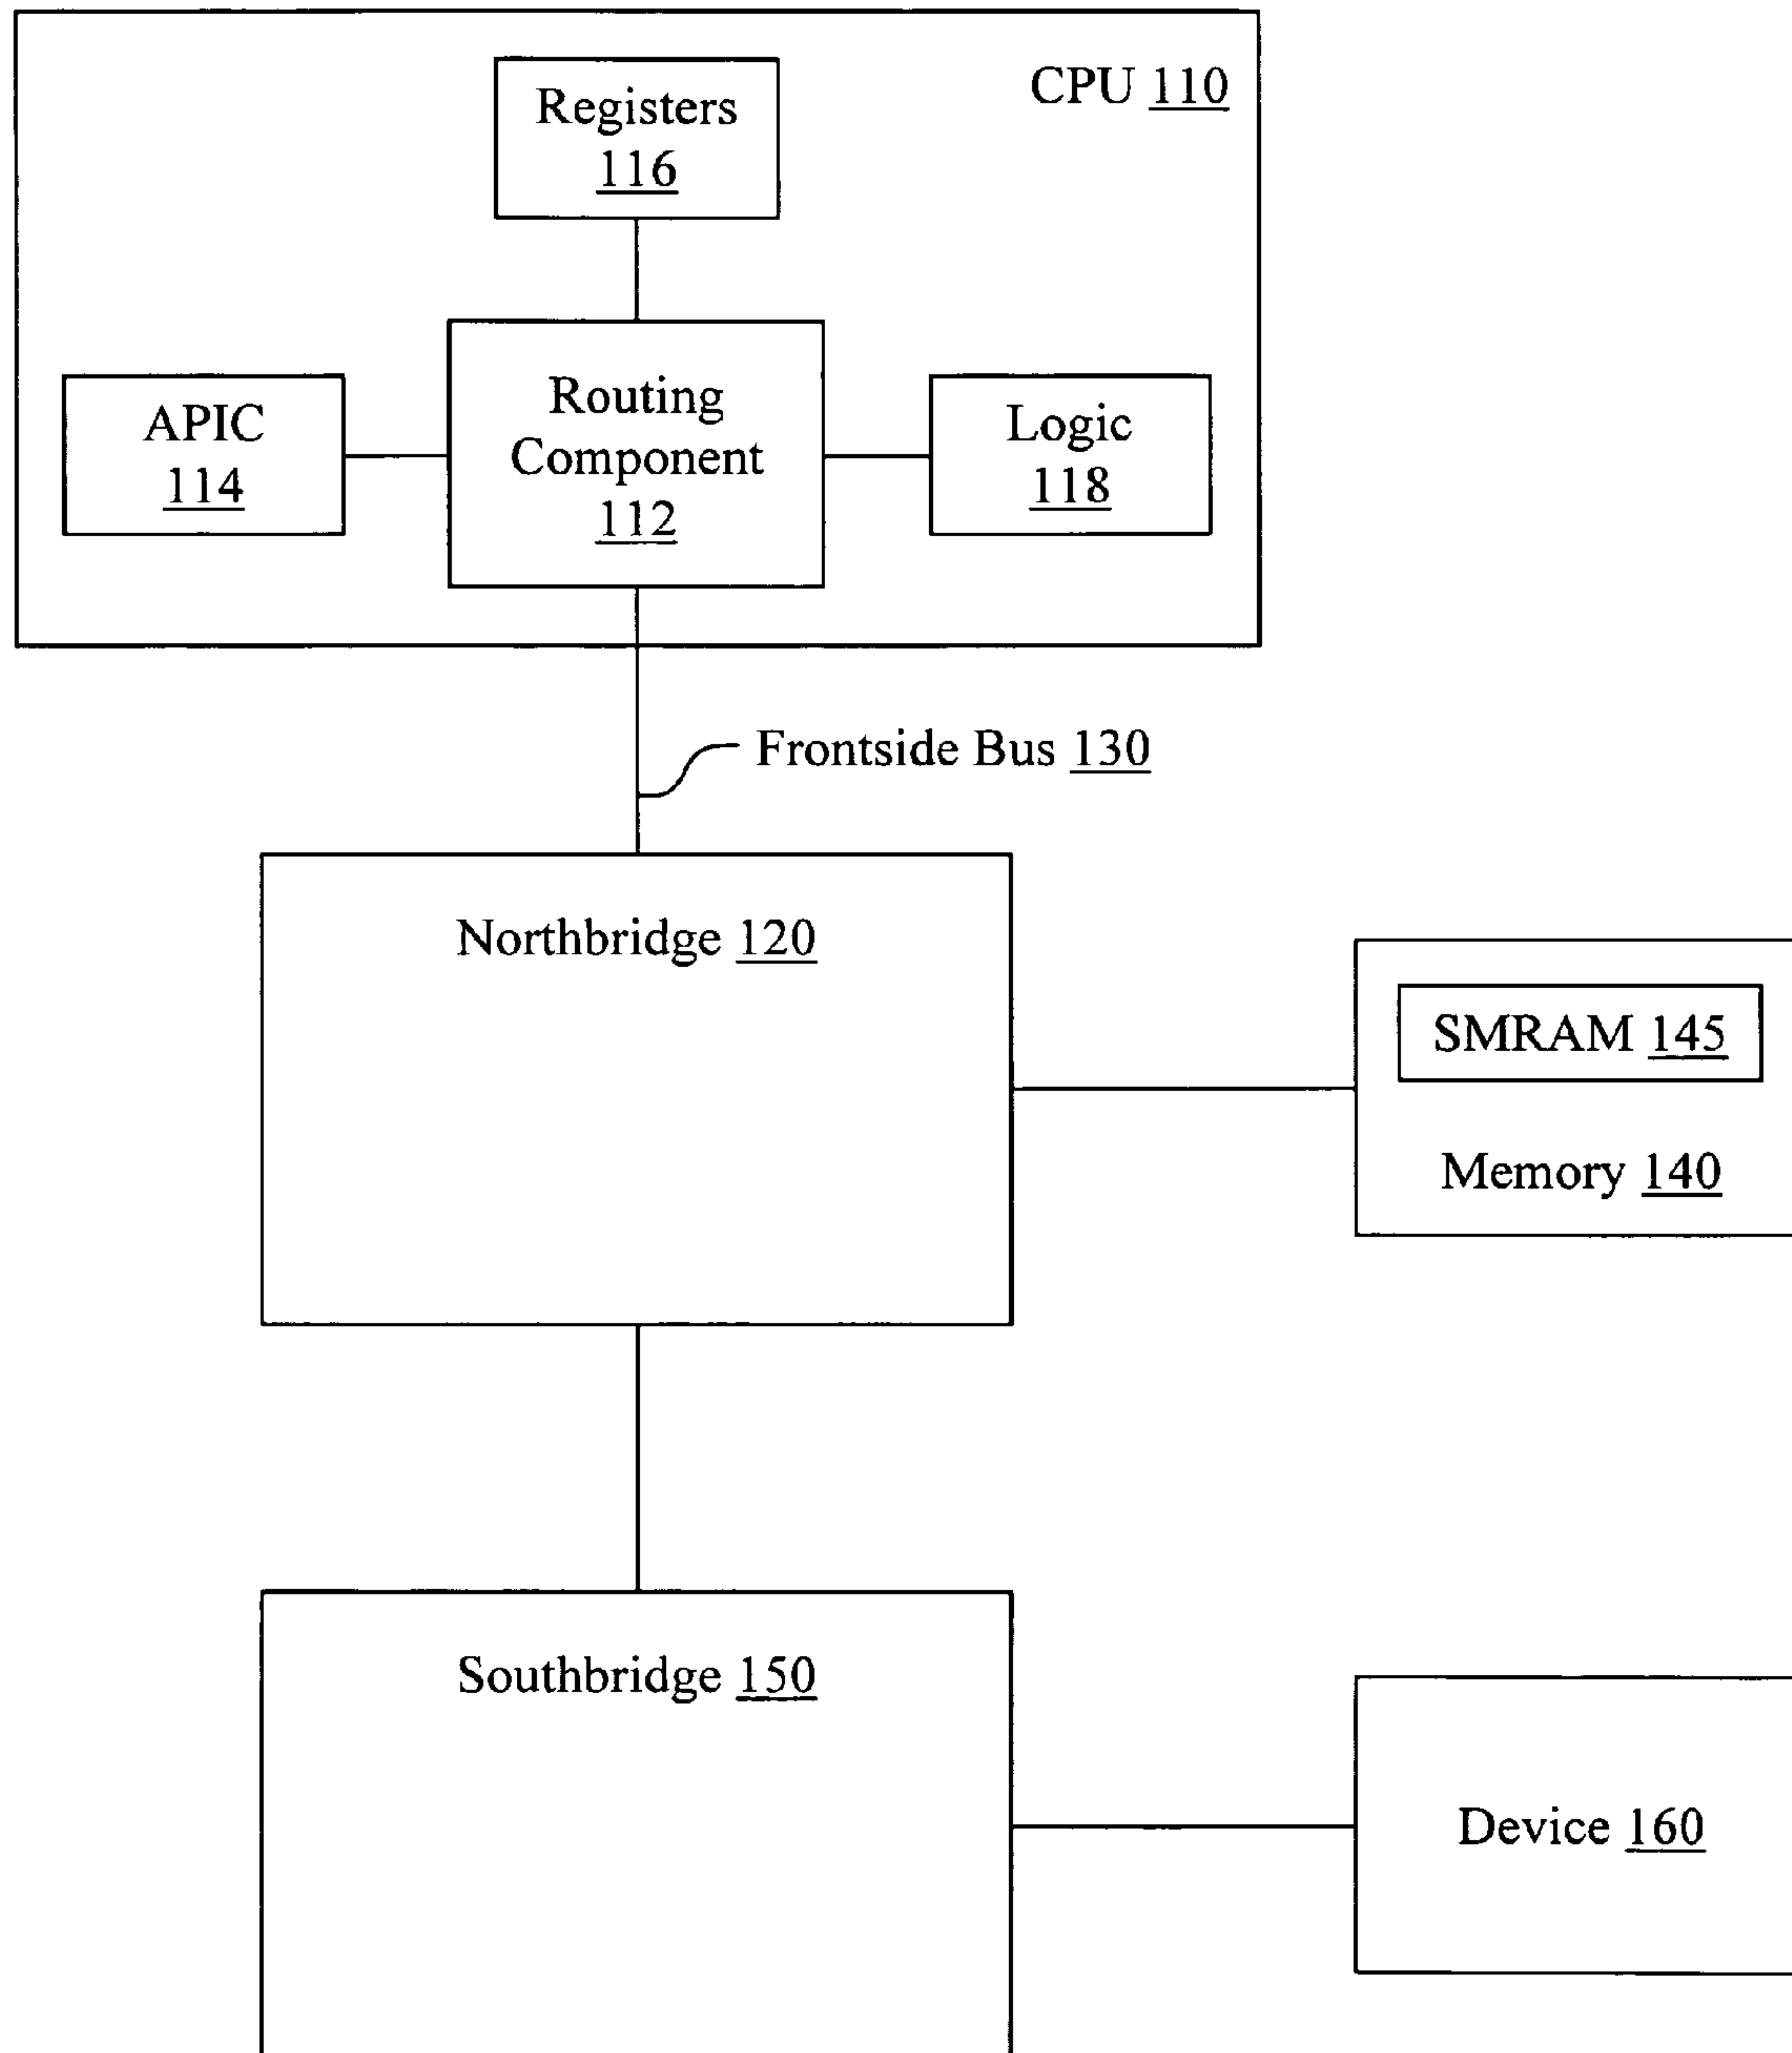 CPU 110
Registers
116
APIC
114
Routing
Component
112
Logic
118
Frontside Bus 130
Northbridge 120
SMRAM 145
Memory 140
Southbridge 150
Device 160